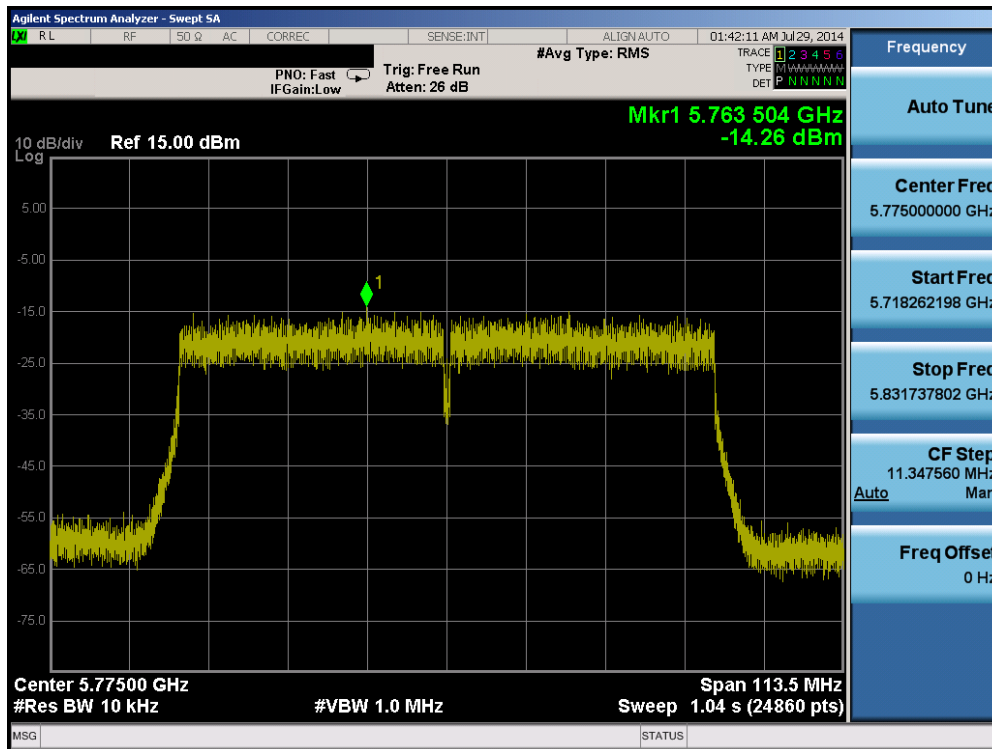 Agilent Spectrum Analyzer - Swept SA
LXI RL RF 50 Ω AC CORREC SENSE:INT ALIGNAUTO 01:42:11 AM Jul 29, 2014
#Avg Type: RMS TRACE 1 2 3 4 5 6
PNO: Fast Trig: Free Run TYPE M W W W W W
IFGain:Low Atten: 26 dB DET P N N N N N
Mkr1 5.763 504 GHz
-14.26 dBm
10 dB/div Ref 15.00 dBm
Log
5.00
-5.00
1
-15.0
-25.0
-35.0
-45.0
-55.0
-65.0
-75.0
Center 5.77500 GHz Span 113.5 MHz
#Res BW 10 kHz #VBW 1.0 MHz Sweep 1.04 s (24860 pts)
MSG STATUS
Frequency
Auto Tune
Center Freq
5.775000000 GHz
Start Freq
5.718262198 GHz
Stop Freq
5.831737802 GHz
CF Step
11.347560 MHz
Auto Man
Freq Offset
0 Hz